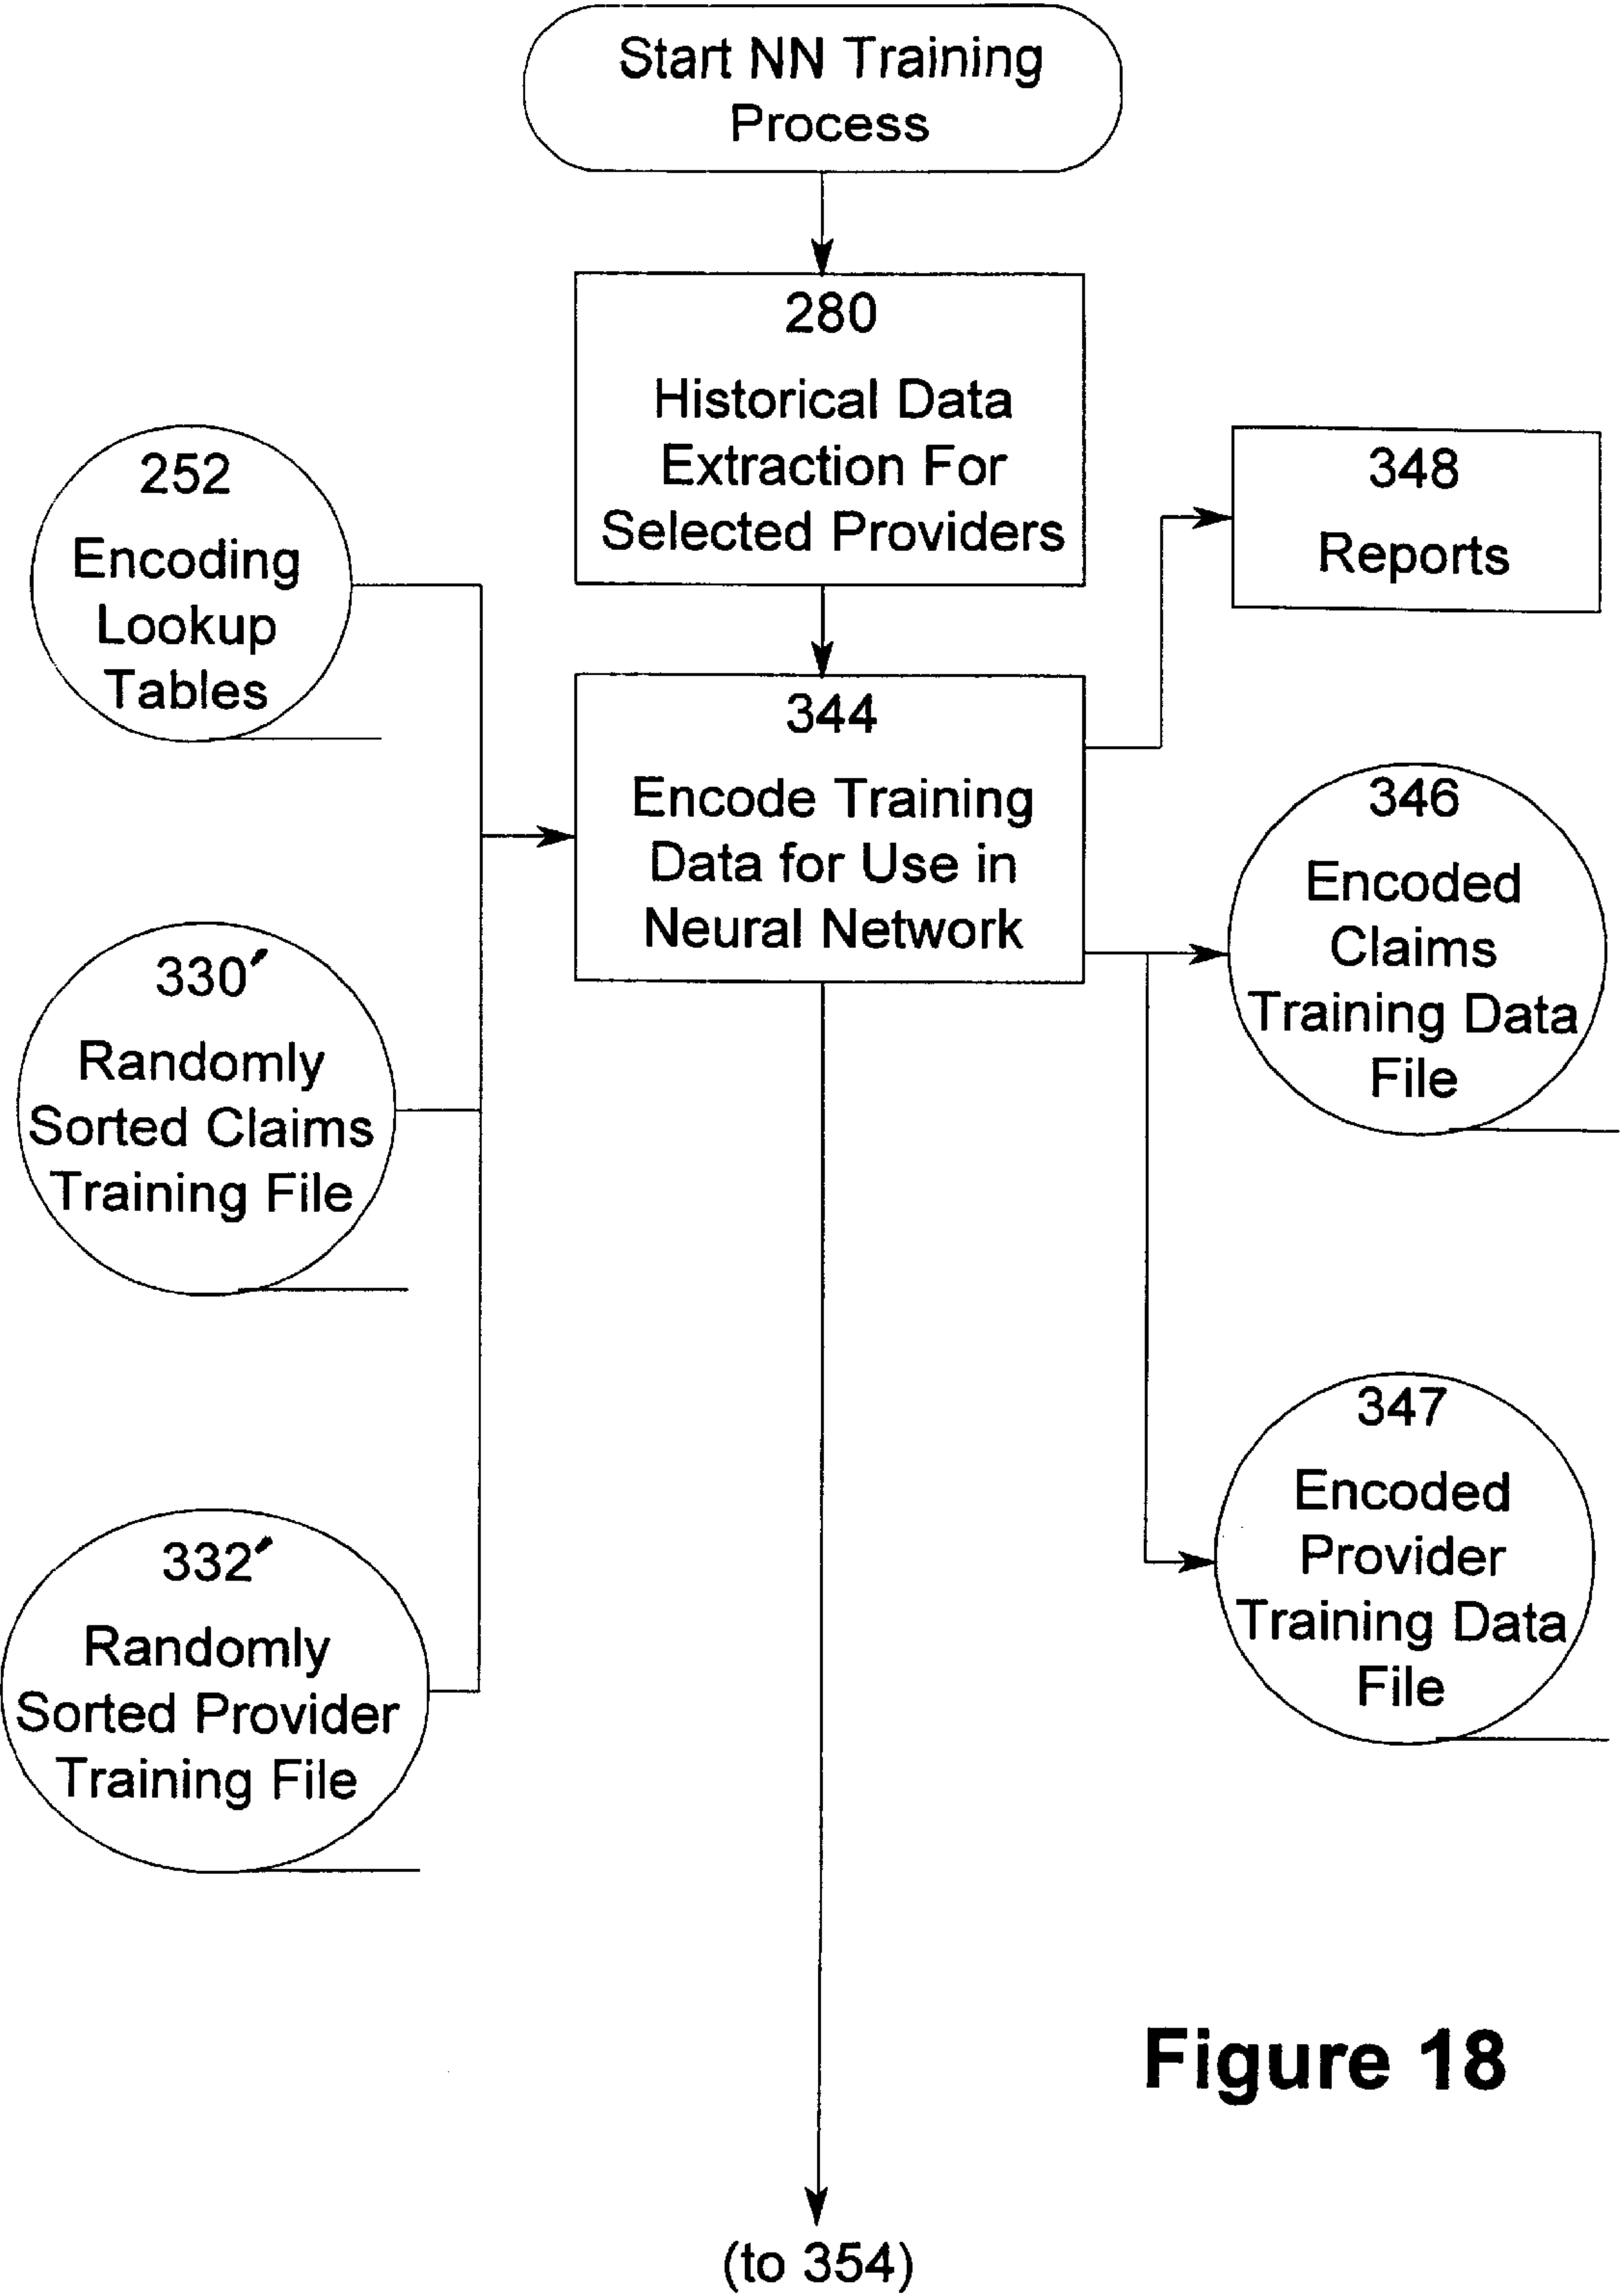 Start NN Training
Process
280
Historical Data
Extraction For
Selected Providers
252
Encoding
Lookup
Tables
348
Reports
344
Encode Training
Data for Use in
Neural Network
346
Encoded
Claims
Training Data
File
330′
Randomly
Sorted Claims
Training File
347
Encoded
Provider
Training Data
File
332′
Randomly
Sorted Provider
Training File
Figure 18
(to 354)